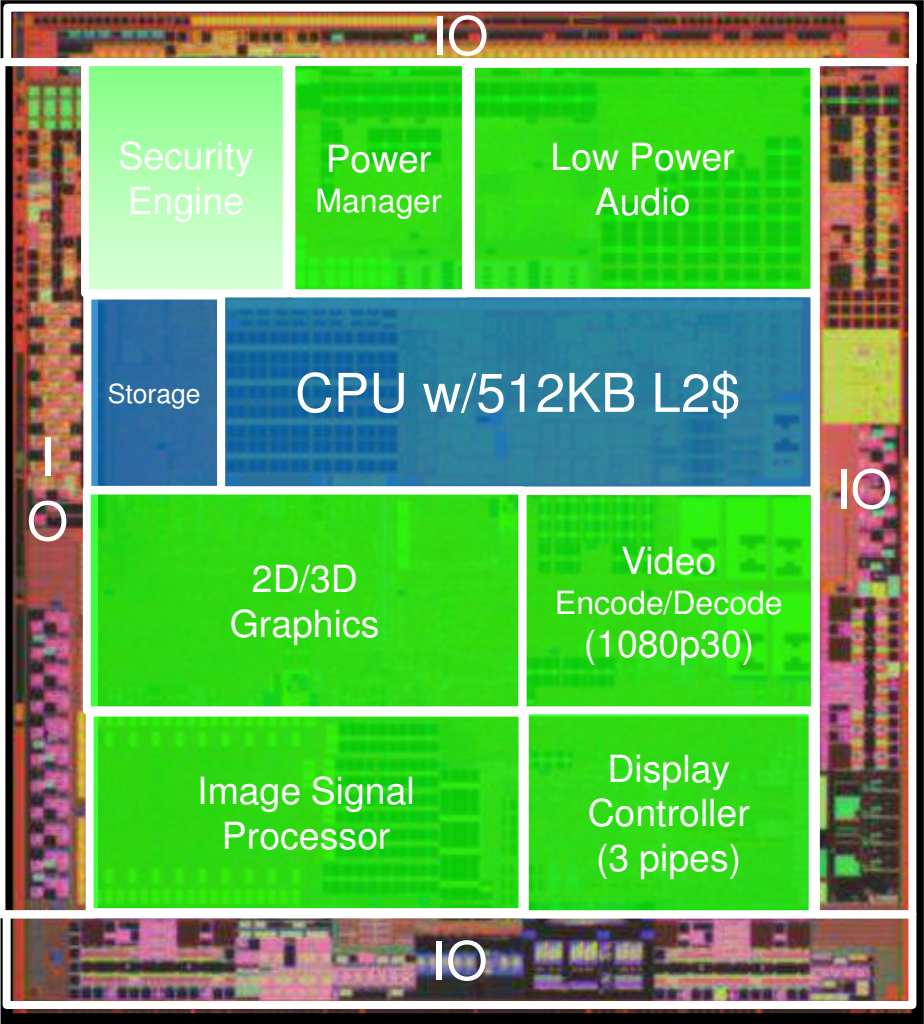 IO
Security
Engine
Power
Manager
Low Power
Audio
Storage
CPU w/512KB L2$
I
O
IO
2D/3D
Graphics
Video
Encode/Decode
(1080p30)
Image Signal
Processor
Display
Controller
(3 pipes)
IO